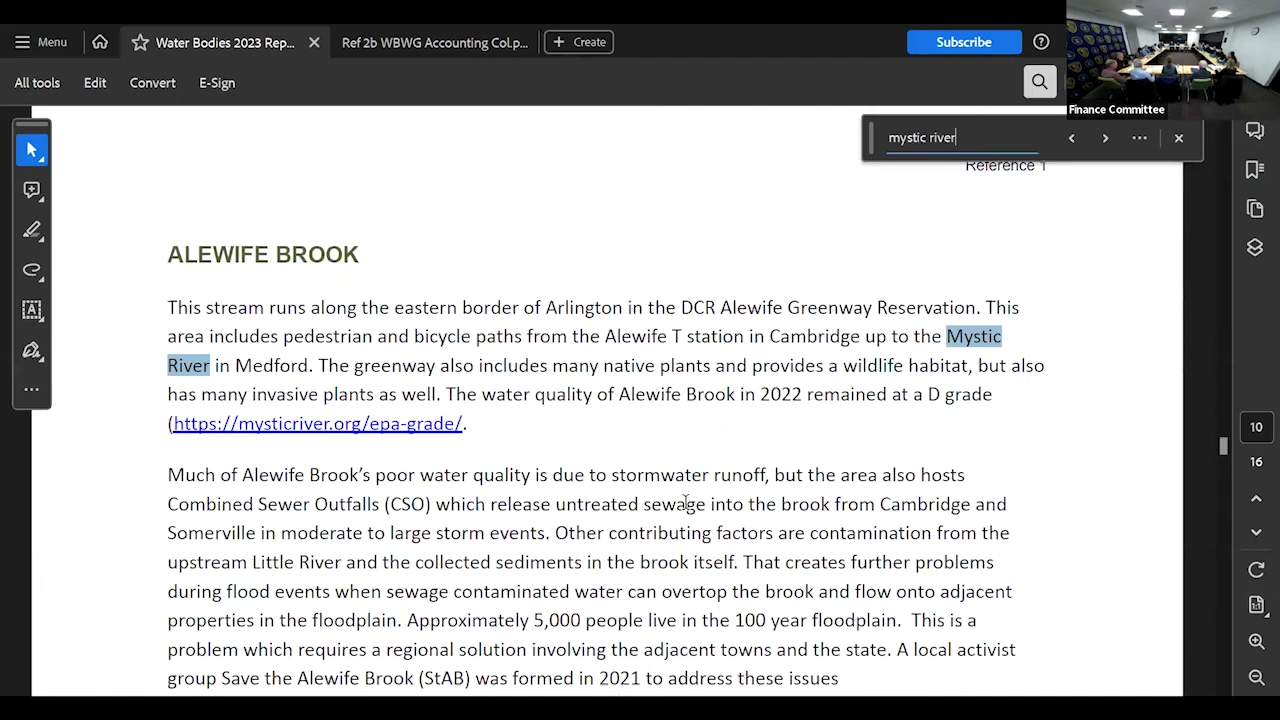 Menu
Water Bodies 2023 Rep...
Ref 2b WBWG Accounting Col.p...
Create
Subscribe
All tools
Edit
Convert
E-Sign
Finance Committee
mystic river
Reference 1
ALEWIFE BROOK
This stream runs along the eastern border of Arlington in the DCR Alewife Greenway Reservation. This
area includes pedestrian and bicycle paths from the Alewife T station in Cambridge up to the Mystic
River in Medford. The greenway also includes many native plants and provides a wildlife habitat, but also
has many invasive plants as well. The water quality of Alewife Brook in 2022 remained at a D grade
(https://mysticriver.org/epa-grade/.
Much of Alewife Brook's poor water quality is due to stormwater runoff, but the area also hosts
Combined Sewer Outfalls (CSO) which release untreated sewage into the brook from Cambridge and
Somerville in moderate to large storm events. Other contributing factors are contamination from the
upstream Little River and the collected sediments in the brook itself. That creates further problems
during flood events when sewage contaminated water can overtop the brook and flow onto adjacent
properties in the floodplain. Approximately 5,000 people live in the 100 year floodplain.  This is a
problem which requires a regional solution involving the adjacent towns and the state. A local activist
group Save the Alewife Brook (StAB) was formed in 2021 to address these issues
10
16
1:1